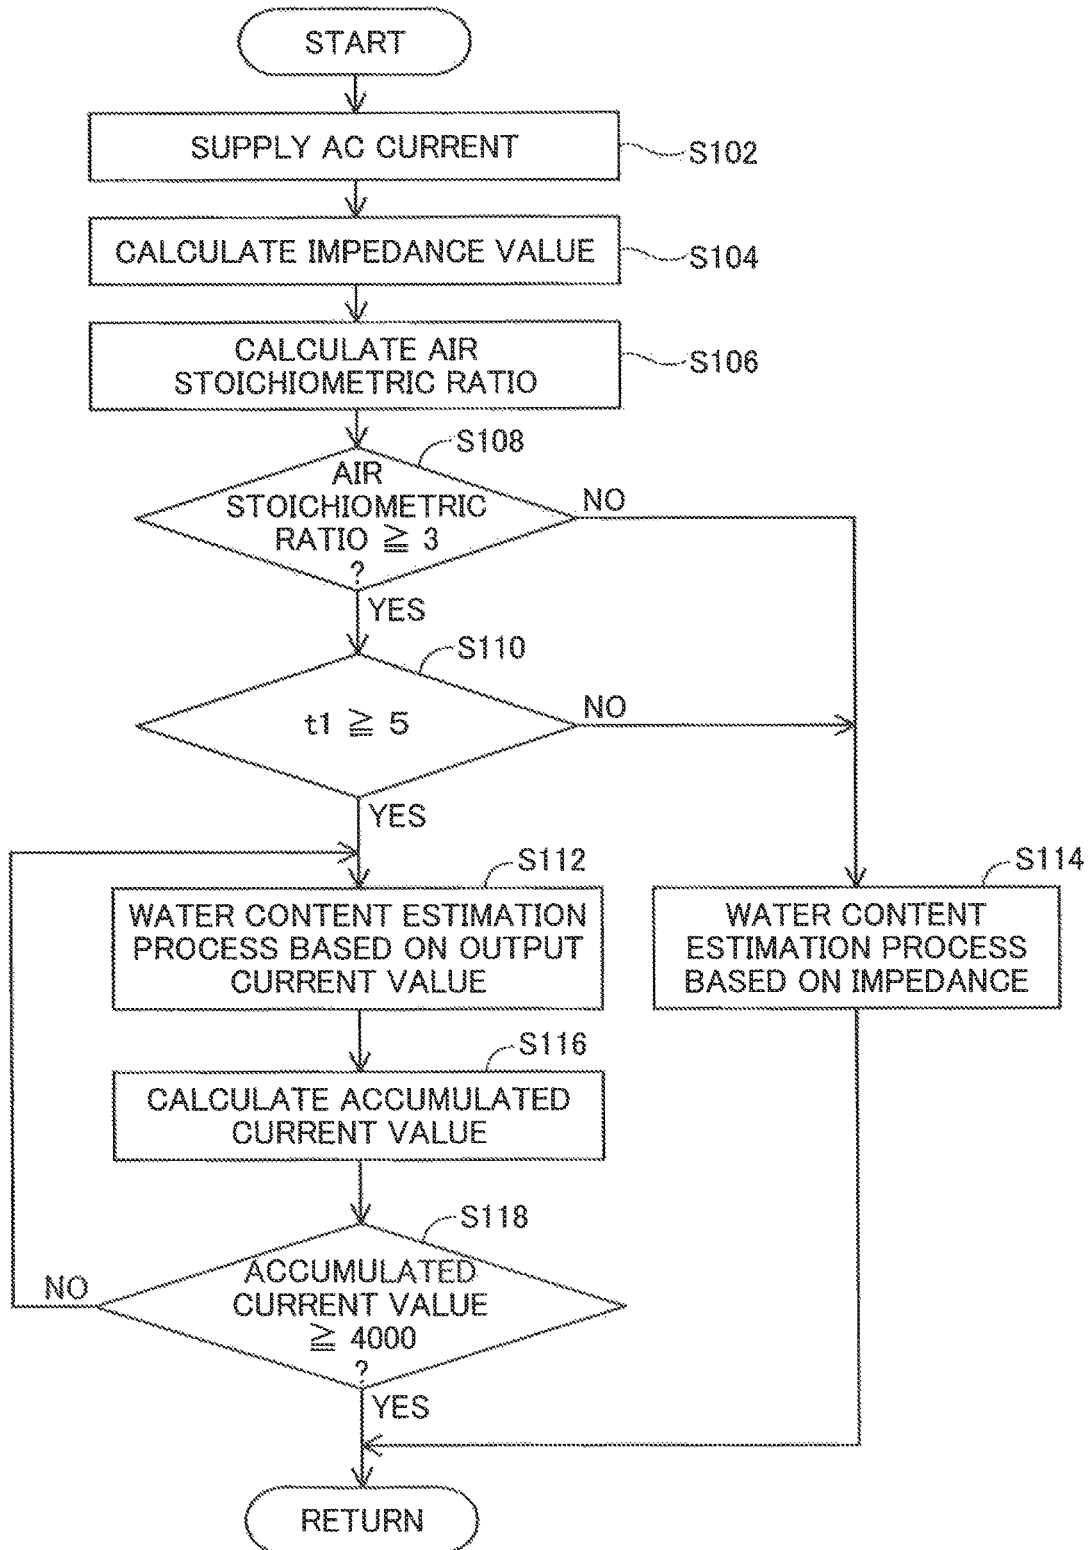 START
SUPPLY AC CURRENT
S102
CALCULATE IMPEDANCE VALUE
S104
CALCULATE AIR
STOICHIOMETRIC RATIO
S106
S108
AIR
STOICHIOMETRIC
RATIO ≧ 3
?
NO
YES
S110
t1 ≧ 5
NO
YES
S112
WATER CONTENT ESTIMATION
PROCESS BASED ON OUTPUT
CURRENT VALUE
S114
WATER CONTENT
ESTIMATION PROCESS
BASED ON IMPEDANCE
S116
CALCULATE ACCUMULATED
CURRENT VALUE
S118
ACCUMULATED
CURRENT VALUE
≧ 4000
?
NO
YES
RETURN